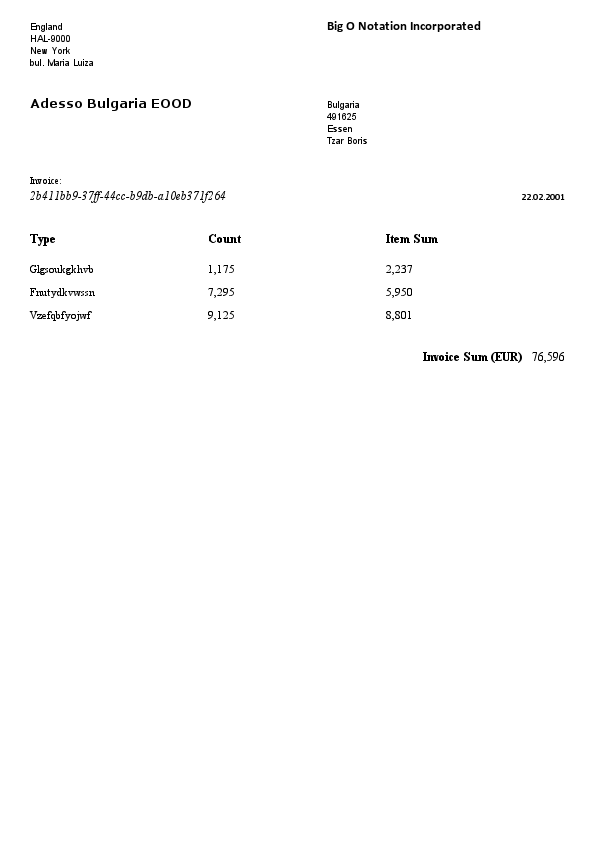 England
HAL-9000
New York
bul. Maria Luiza
Big O Notation Incorporated
Adesso Bulgaria EOOD
Bulgaria
491625
Essen
Tzar Boris
Invoice:
2b411bb9-37ff-44cc-b9db-a10eb371f264
22.02.2001
Type Count Item Sum
Glgsoukgkhvb 1,175 2,237
Fnutydkvwssn 7,295 5,950
Vzefqbfyojwf 9,125 8,801
Invoice Sum (EUR) 76,596